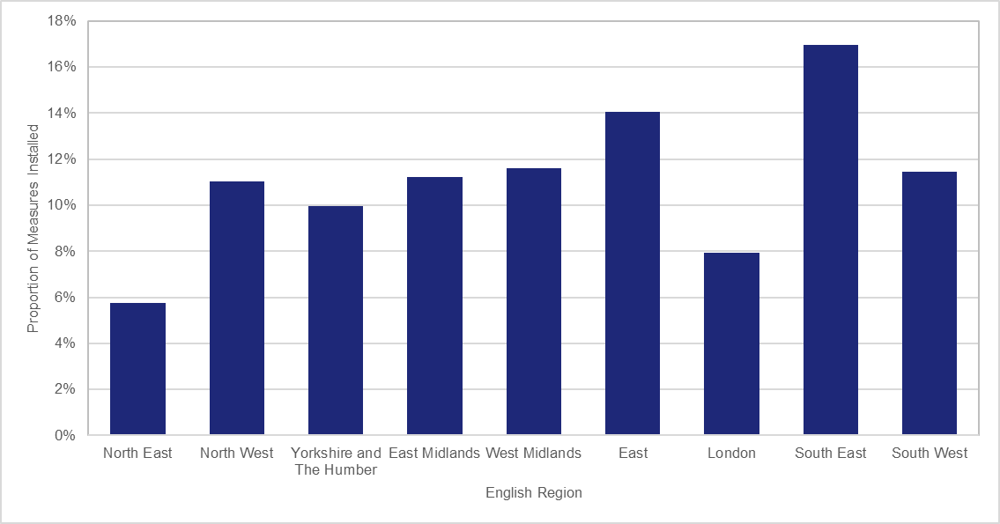 18%
16%
14%
12%
10%
8%
6%
4%
2%
0%
Proportion of Measures Installed
North East
North West
Yorkshire and
The Humber
East Midlands
West Midlands
East
London
South East
South West
English Region